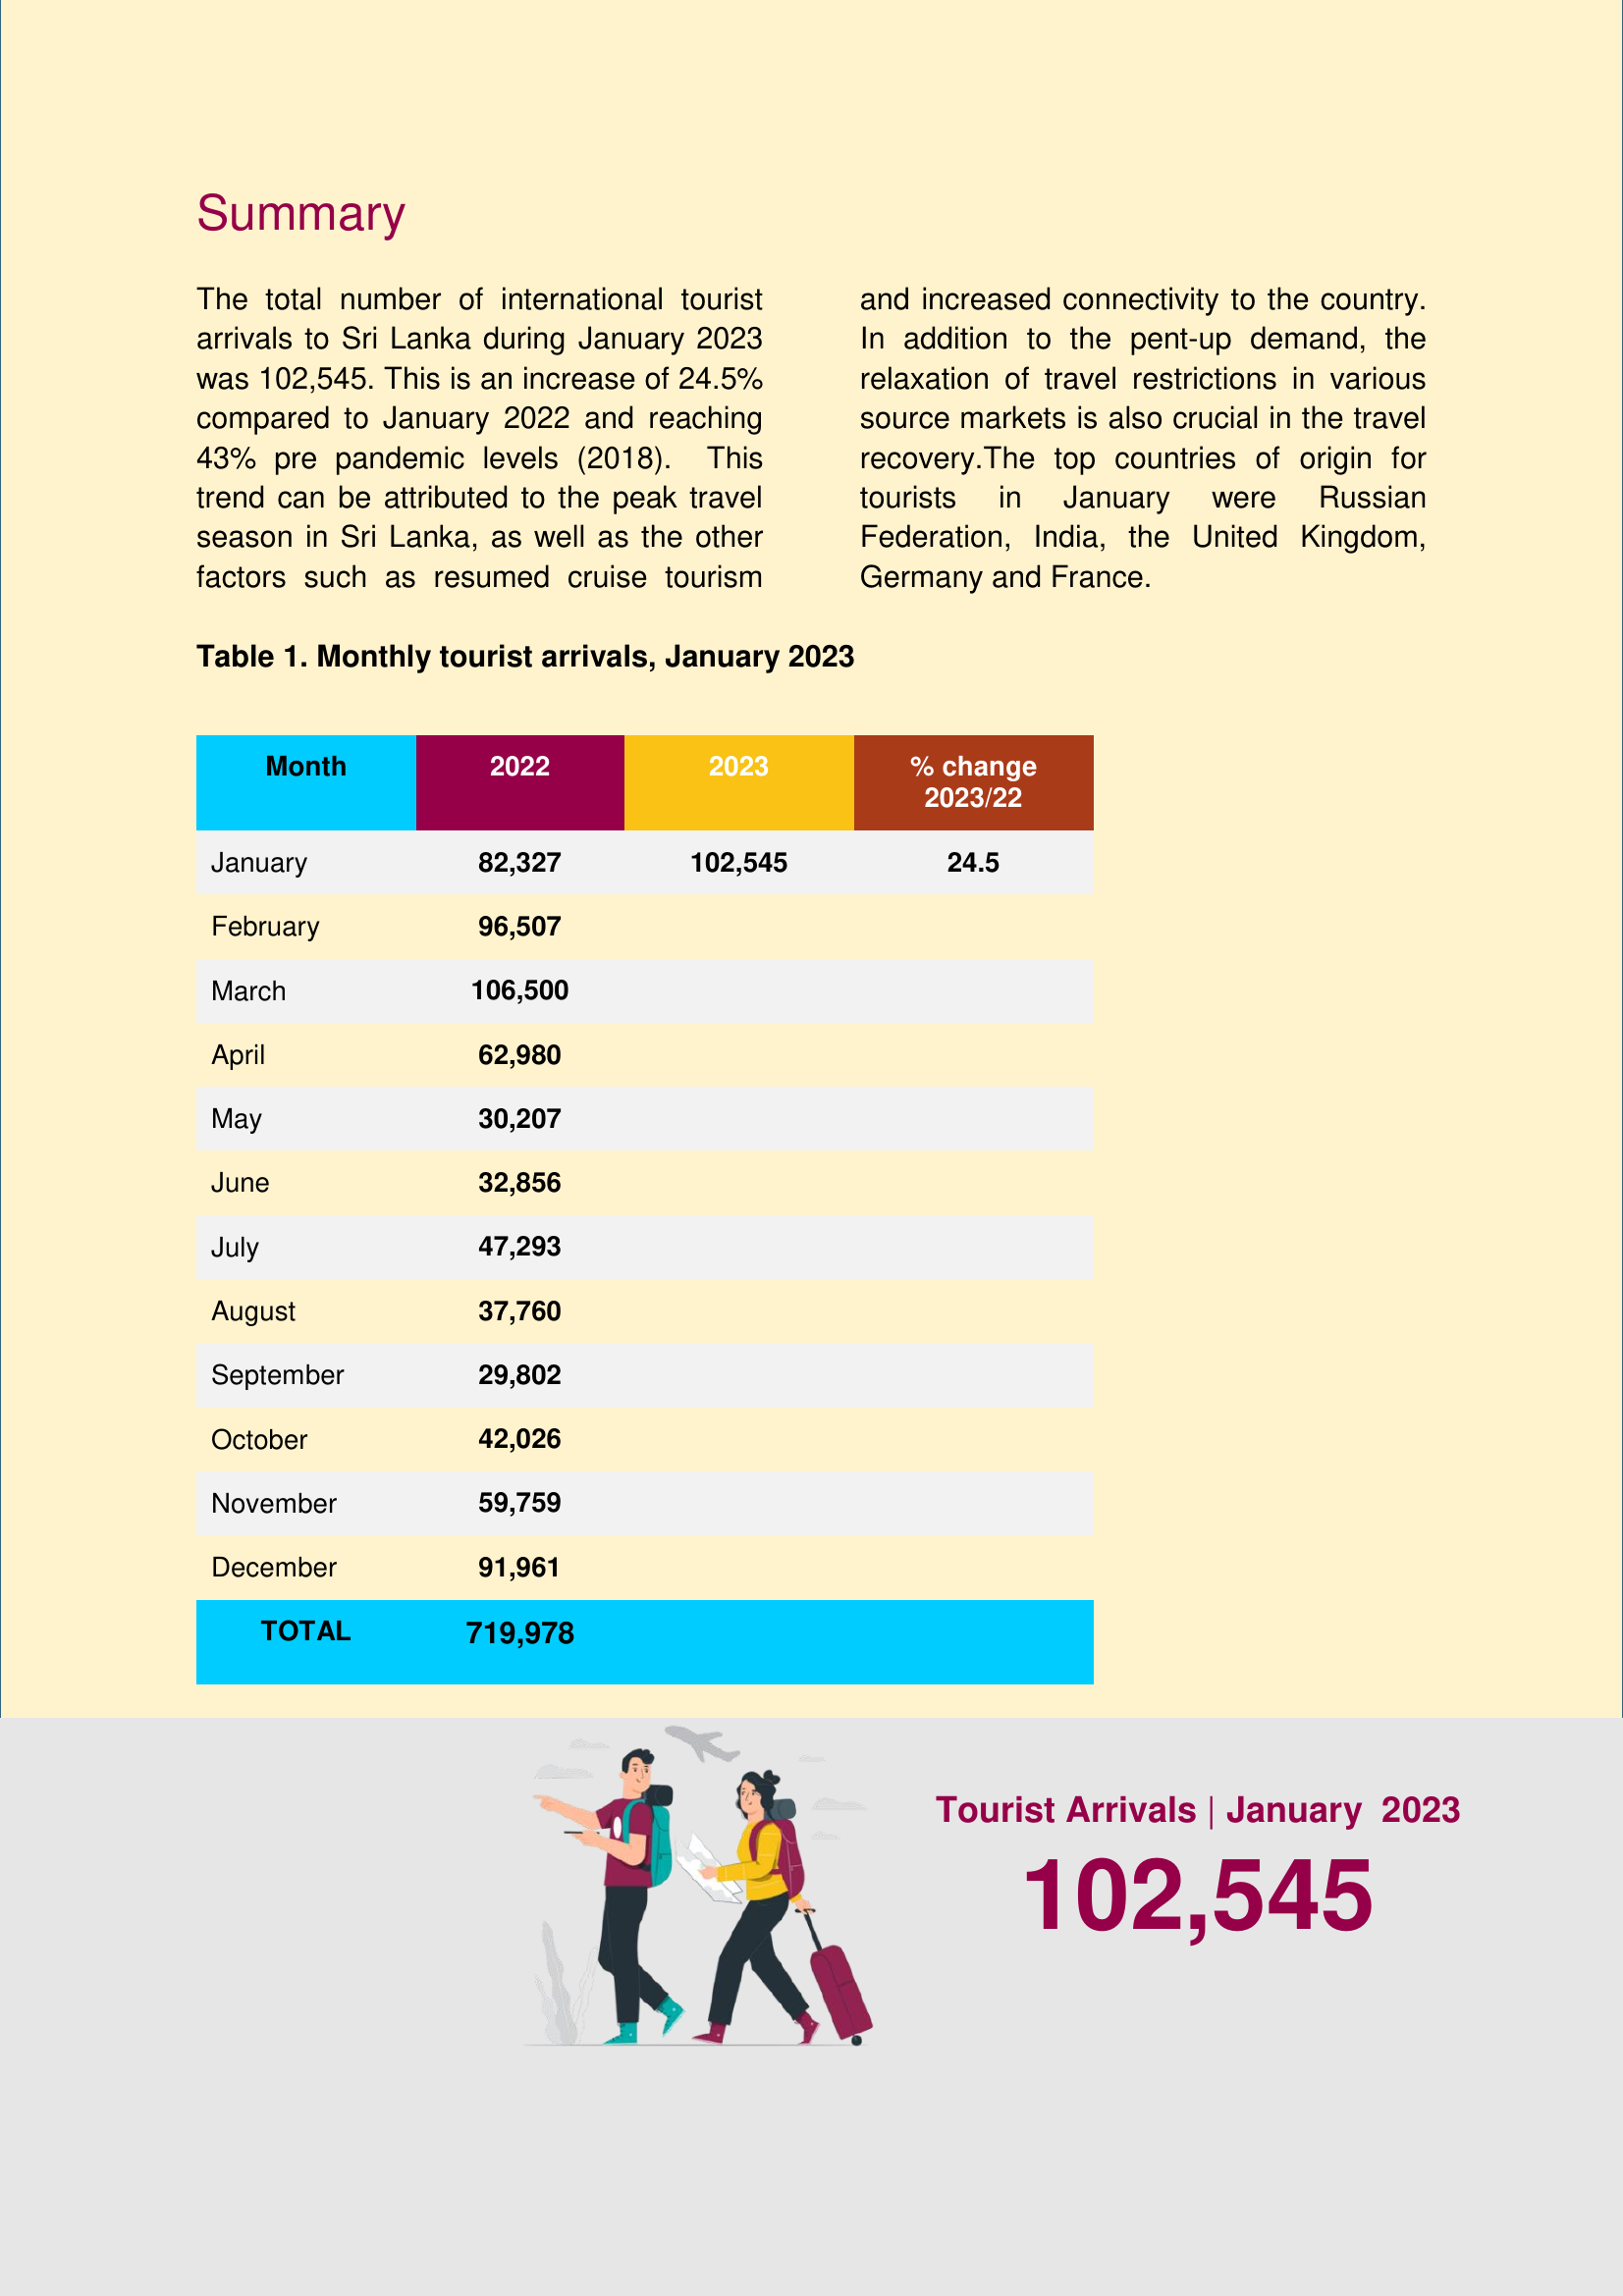 Summary
The total number of international tourist
arrivals to Sri Lanka during January 2023
was 102,545. This is an increase of 24.5%
compared to January 2022 and reaching
43% pre pandemic levels (2018). This
trend can be attributed to the peak travel
season in Sri Lanka, as well as the other
factors such as resumed cruise tourism
and increased connectivity to the country.
In addition to the pent-up demand, the
relaxation of travel restrictions in various
source markets is also crucial in the travel
recovery.The top countries of origin for
tourists in January were Russian
Federation, India, the United Kingdom,
Germany and France.
Table 1. Monthly tourist arrivals, January 2023
Month 2022 2023 % change
2023/22
January 82,327 102,545 24.5
February 96,507
March 106,500
April 62,980
May 30,207
June 32,856
July 47,293
August 37,760
September 29,802
October 42,026
November 59,759
December 91,961
TOTAL 719,978
Tourist Arrivals | January 2023
102,545